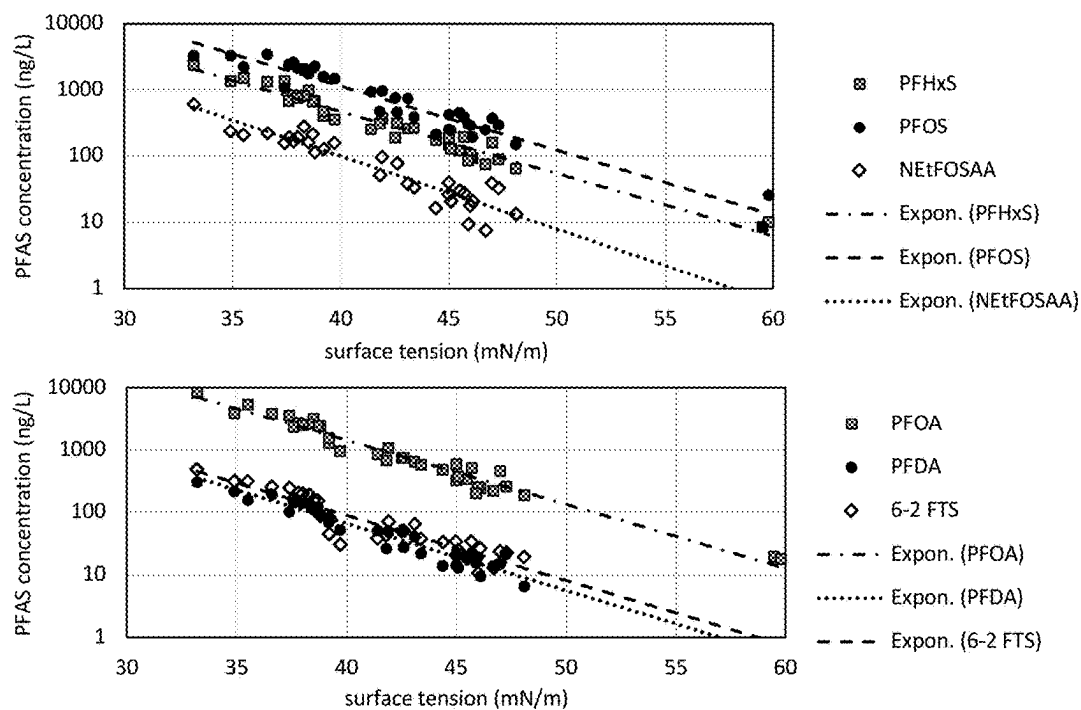 PFAS concentration (ng/L)
10000
1000
100
10
1
30 35 40 45 50 55 60
surface tension (mN/m)
PFHxS
PFOS
NEtFOSAA
Expon. (PFHxS)
Expon. (PFOS)
Expon. (NEtFOSAA)
PFAS concentration (ng/L)
10000
1000
100
10
1
30 35 40 45 50 55 60
surface tension (mN/m)
PFOA
PFDA
6-2 FTS
Expon. (PFOA)
Expon. (PFDA)
Expon. (6-2 FTS)